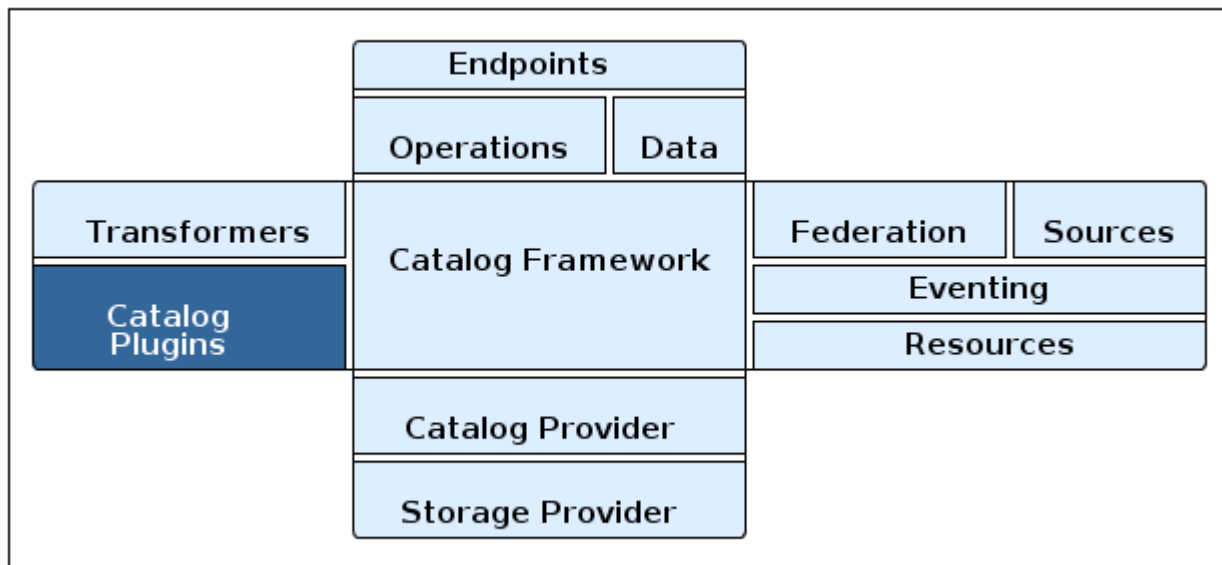 Endpoints
Operations
Data
Transformers
Catalog Framework
Federation
Sources
Catalog
Plugins
Eventing
Resources
Catalog Provider
Storage Provider